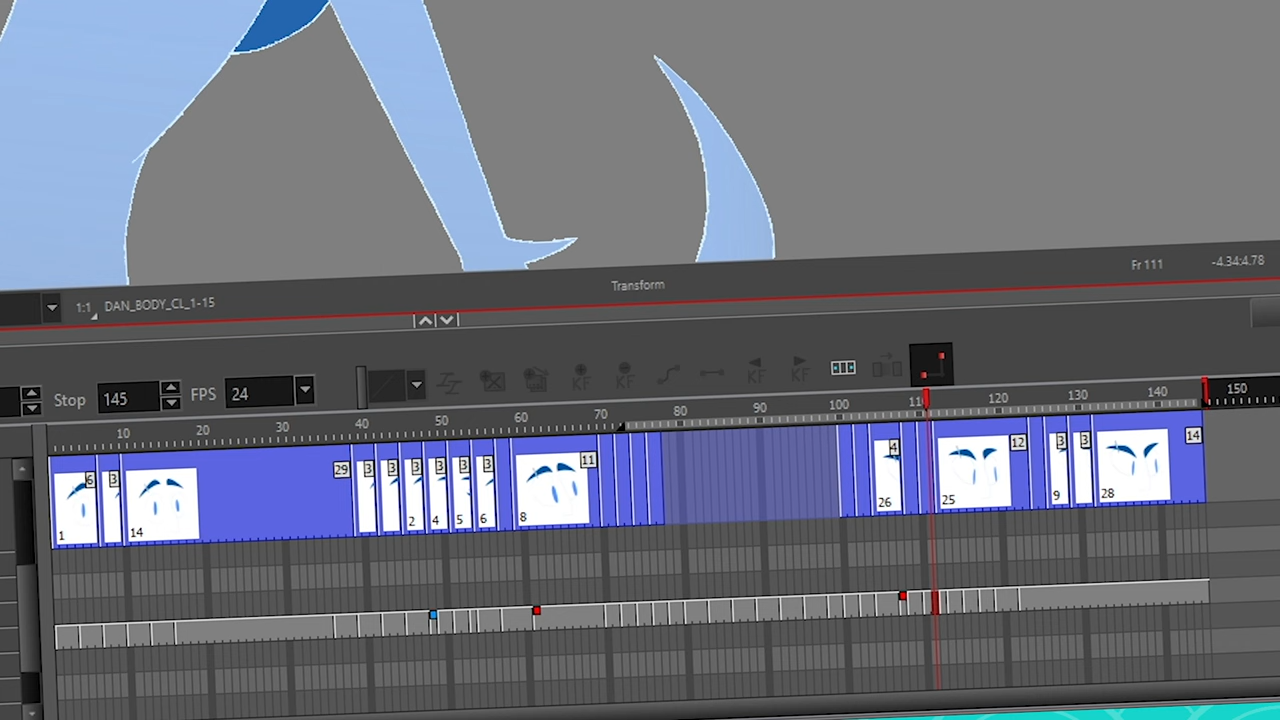 Transform
Fr 111
-4.34:4.78
1:1 DAN_BODY_CL_1-15
Stop 145 FPS 24
KF KF KF KF
10 20 30 40 50 60 70 80 90 100 110 120 130 140 150
6 3 29 3 3 3 3 3 3 11 4 12 3 3 14
1 14 2 4 5 6 8 26 25 9 28